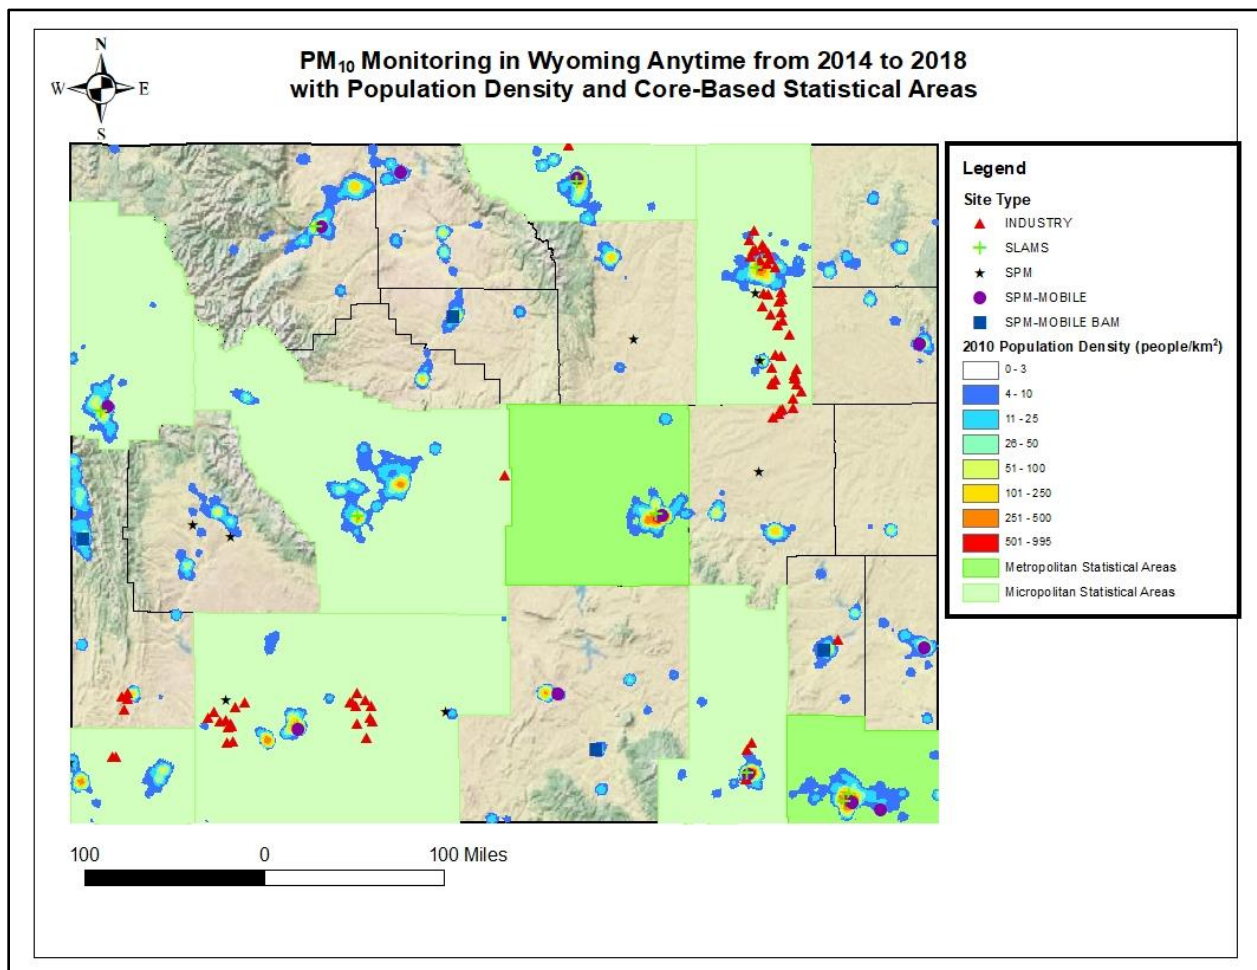 PM₁₀ Monitoring in Wyoming Anytime from 2014 to 2018
with Population Density and Core-Based Statistical Areas
N
W E
S
Legend
Site Type
INDUSTRY
SLAMS
SPM
SPM-MOBILE
SPM-MOBILE BAM
2010 Population Density (people/km²)
0 - 3
4 - 10
11 - 25
26 - 50
51 - 100
101 - 250
251 - 500
501 - 995
Metropolitan Statistical Areas
Micropolitan Statistical Areas
100 0 100 Miles